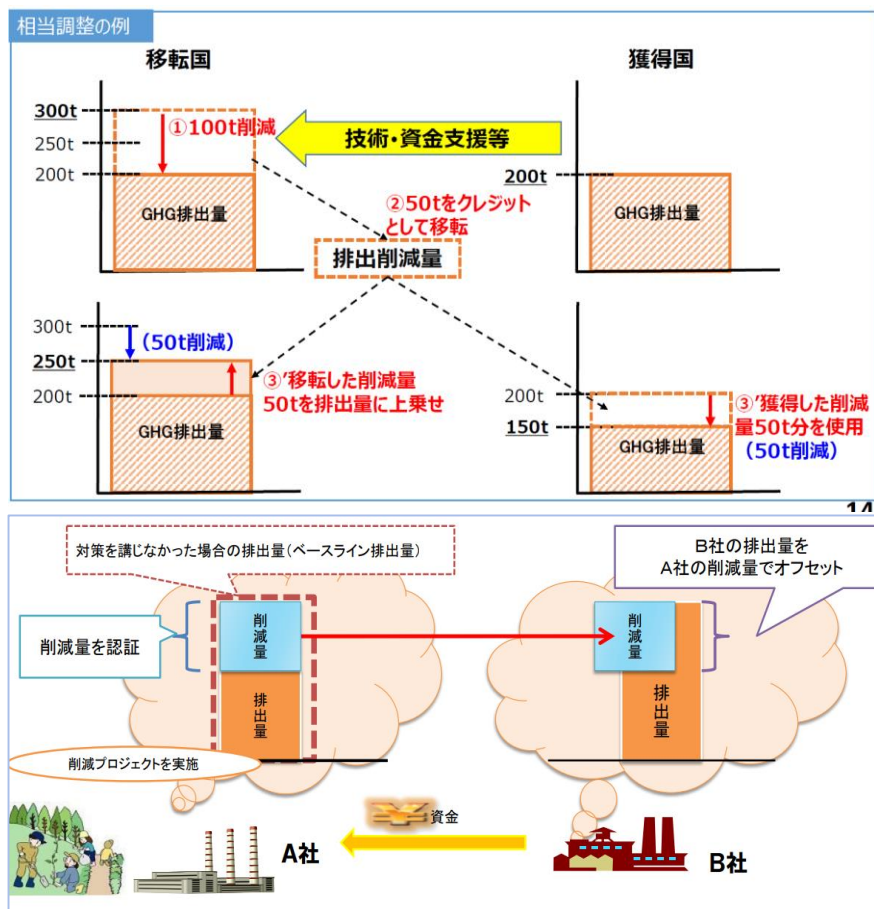 相当調整の例
移転国
獲得国
300t
250t
200t
①100t削減
技術・資金支援等
200t
GHG排出量
②50tをクレジット
として移転
GHG排出量
排出削減量
300t
250t
200t
(50t削減)
③’移転した削減量
50tを排出量に上乗せ
GHG排出量
200t
150t
③’獲得した削減
量50t分を使用
(50t削減)
GHG排出量
14
対策を講じなかった場合の排出量(ベースライン排出量)
B社の排出量を
A社の削減量でオフセット
削減量を認証
削減量
削減量
排出量
排出量
削減プロジェクトを実施
資金
A社
B社